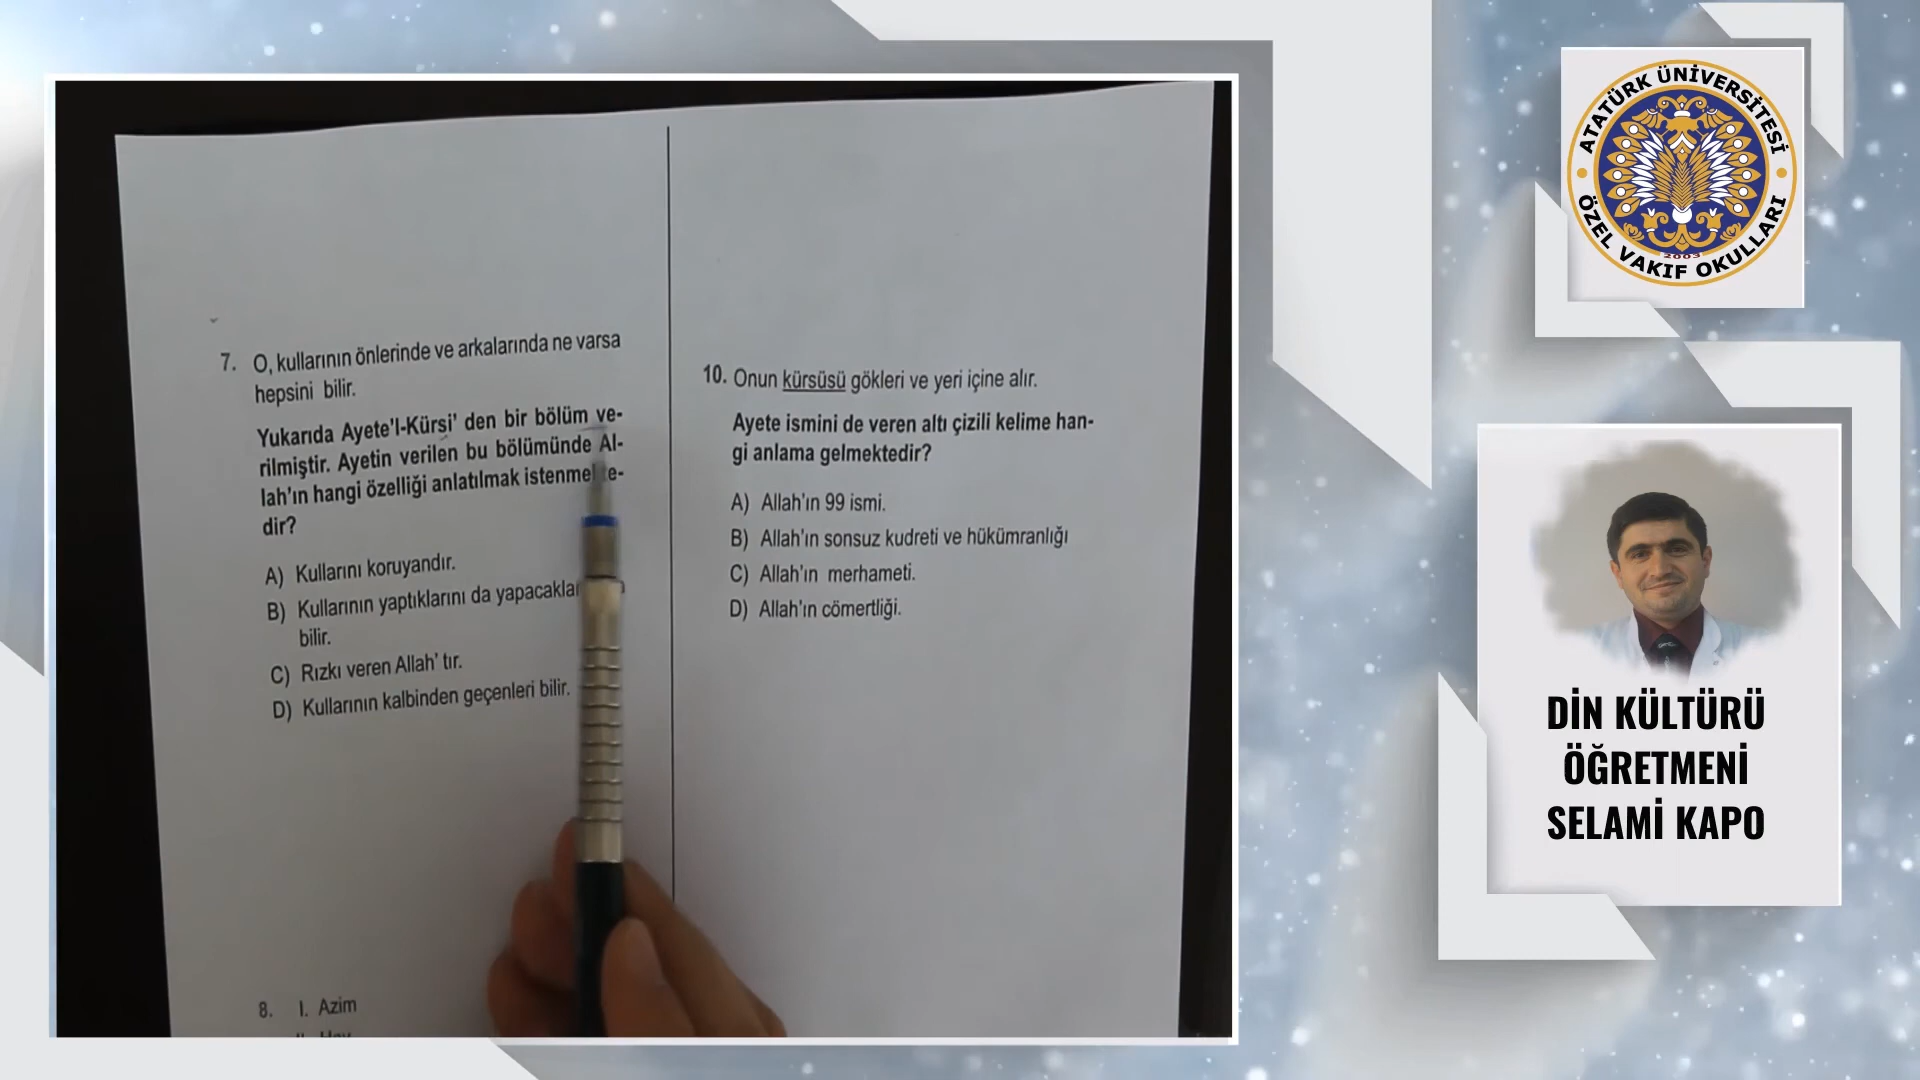 7. O, kullarının önlerinde ve arkalarında ne varsa
hepsini bilir.
Yukarıda Ayete'l-Kürsi' den bir bölüm ve-
rilmiştir. Ayetin verilen bu bölümünde Al-
lah'ın hangi özelliği anlatılmak
dir?
A) Kullarını koruyandır.
B) Kullarının yaptıklarını da
bilir.
C) Rızkı veren Allah' tır.
D) Kullarının kalbinden geçenleri bilir.
8. I. Azim
10. Onun kürsüsü gökleri ve yeri içine alır.
Ayete ismini de veren altı çizili kelime han-
gi anlama gelmektedir?
A) Allah'ın 99 ismi.
B) Allah'ın sonsuz kudreti ve hükümranlığı
C) Allah'ın merhameti.
D) Allah'ın cömertliği.
ATATÜRK ÜNİVERSİTESİ
ÖZEL VAKIF OKULLARI
2003
DİN KÜLTÜRÜ
ÖĞRETMENİ
SELAMİ KAPO